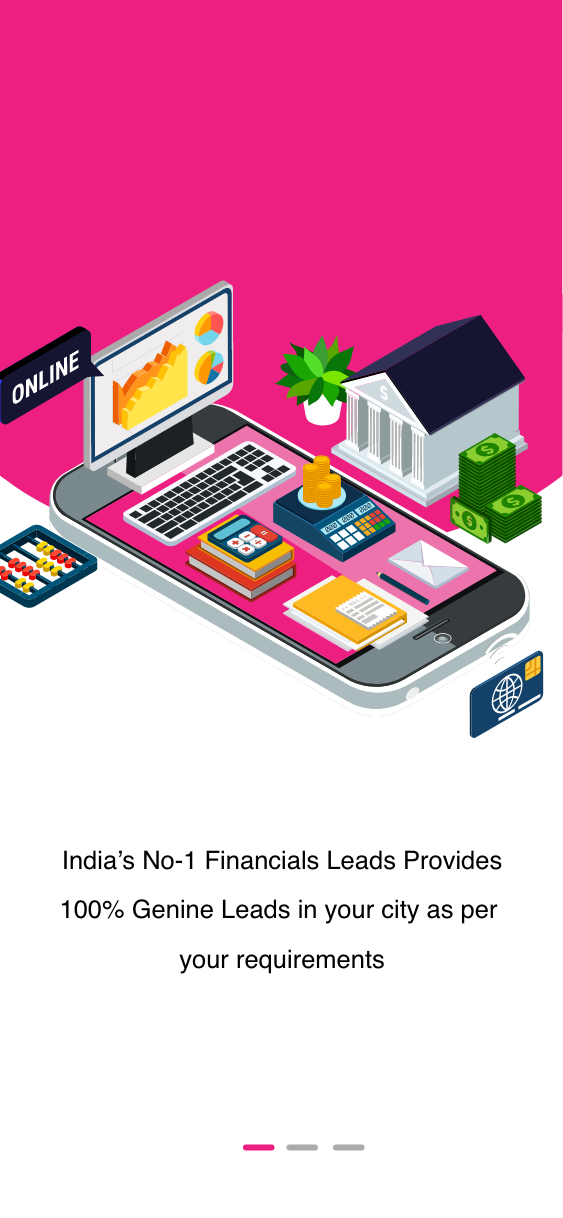 ONLINE
$
India’s No-1 Financials Leads Provides
100% Genine Leads in your city as per
your requirements